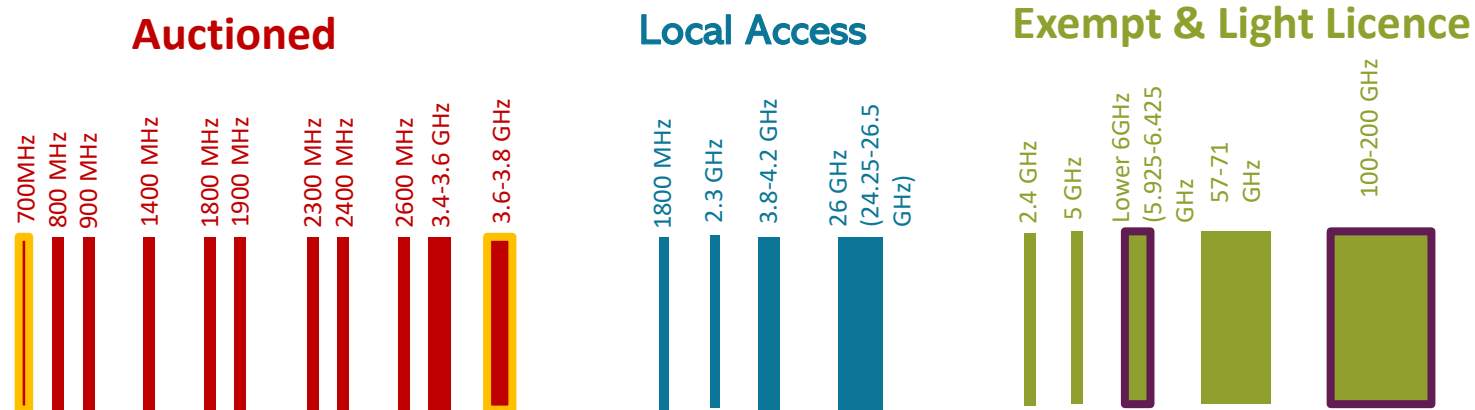 Auctioned
700MHz
800 MHz
900 MHz
1400 MHz
1800 MHz
1900 MHz
2300 MHz
2400 MHz
2600 MHz
3.4-3.6 GHz
3.6-3.8 GHz
Local Access
1800 MHz
2.3 GHz
3.8-4.2 GHz
26 GHz
(24.25-26.5
GHz)
Exempt & Light Licence
2.4 GHz
5 GHz
Lower 6GHz
(5.925-6.425
GHz
57-71
GHz
100-200 GHz